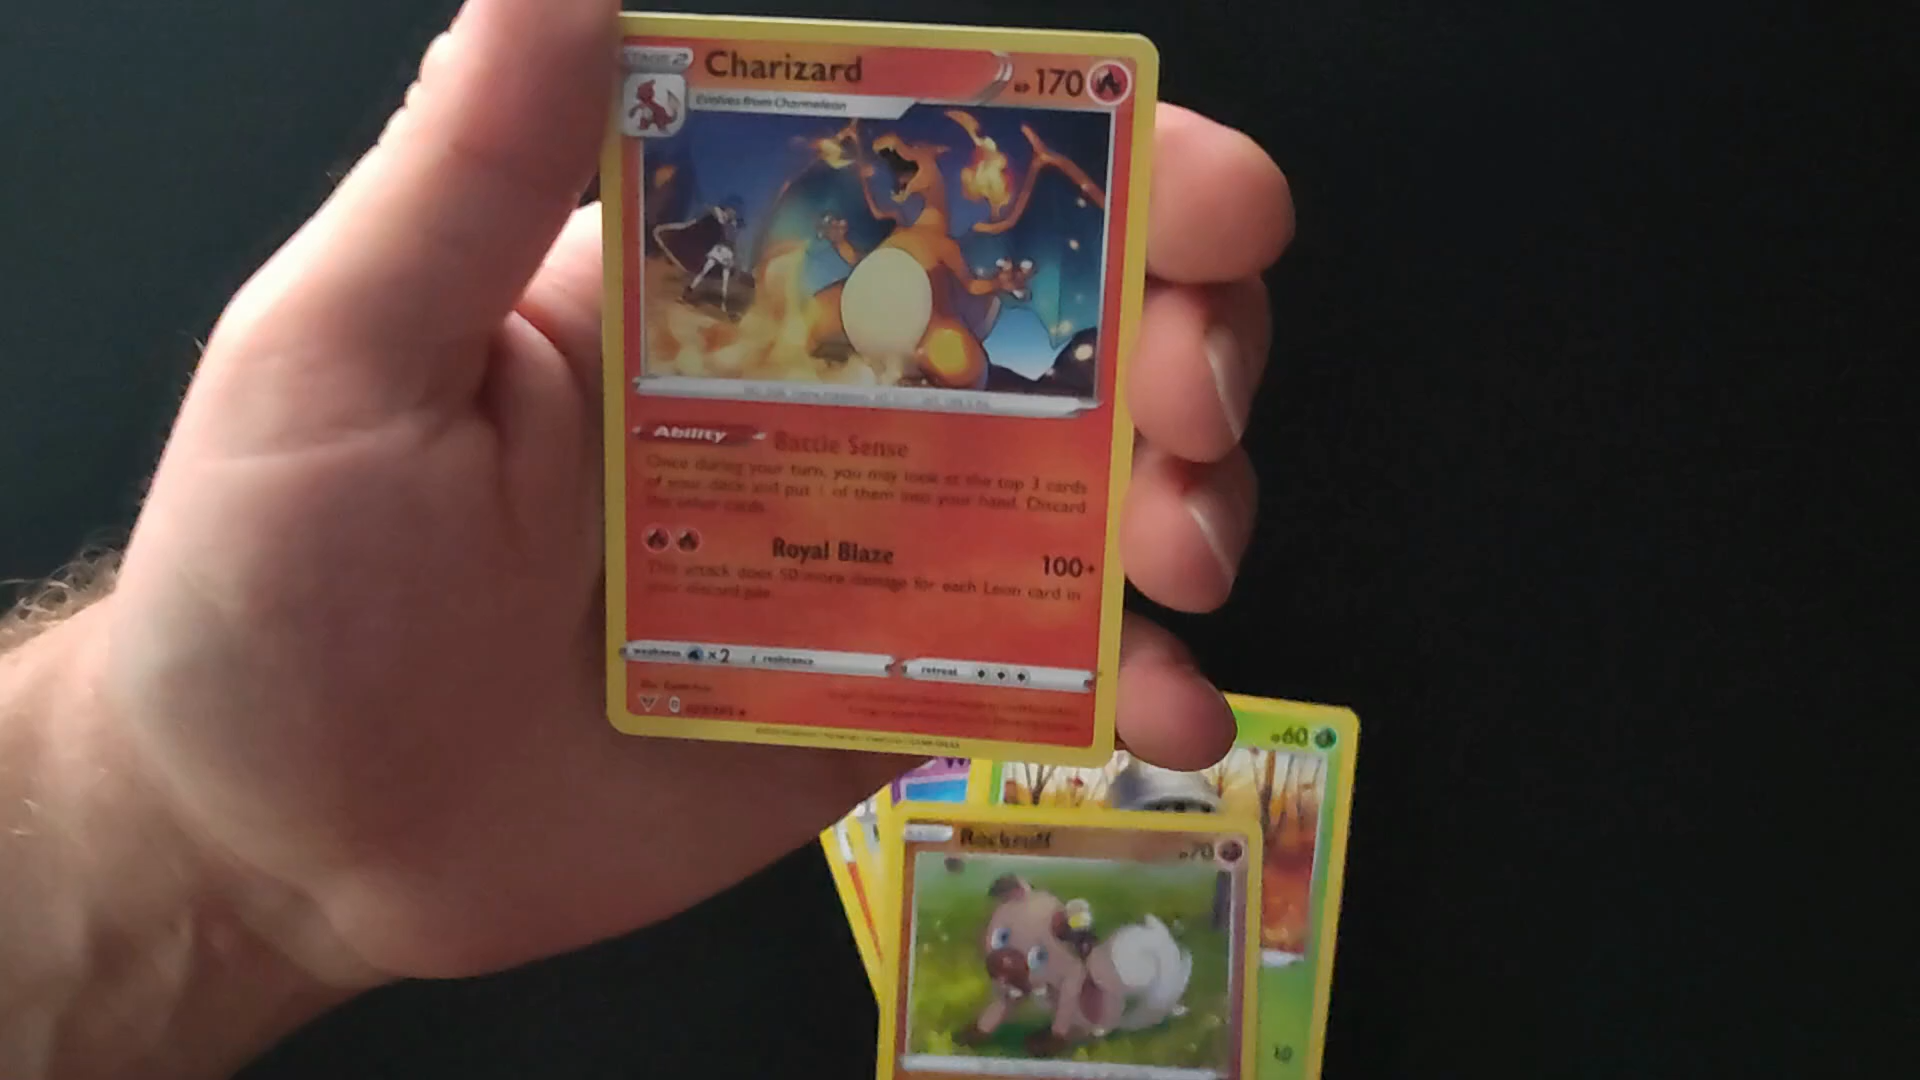 STAGE 2
Charizard
170
Evolves from Charmeleon
Ability
Battle Sense
Once during your turn, you may look at the top 3 cards
of your deck and put 1 of them into your hand. Discard
the other cards.
Royal Blaze
100+
This attack does 50 more damage for each Leon card in
your discard pile.
weakness
×2
resistance
retreat
60
Rockruff
70